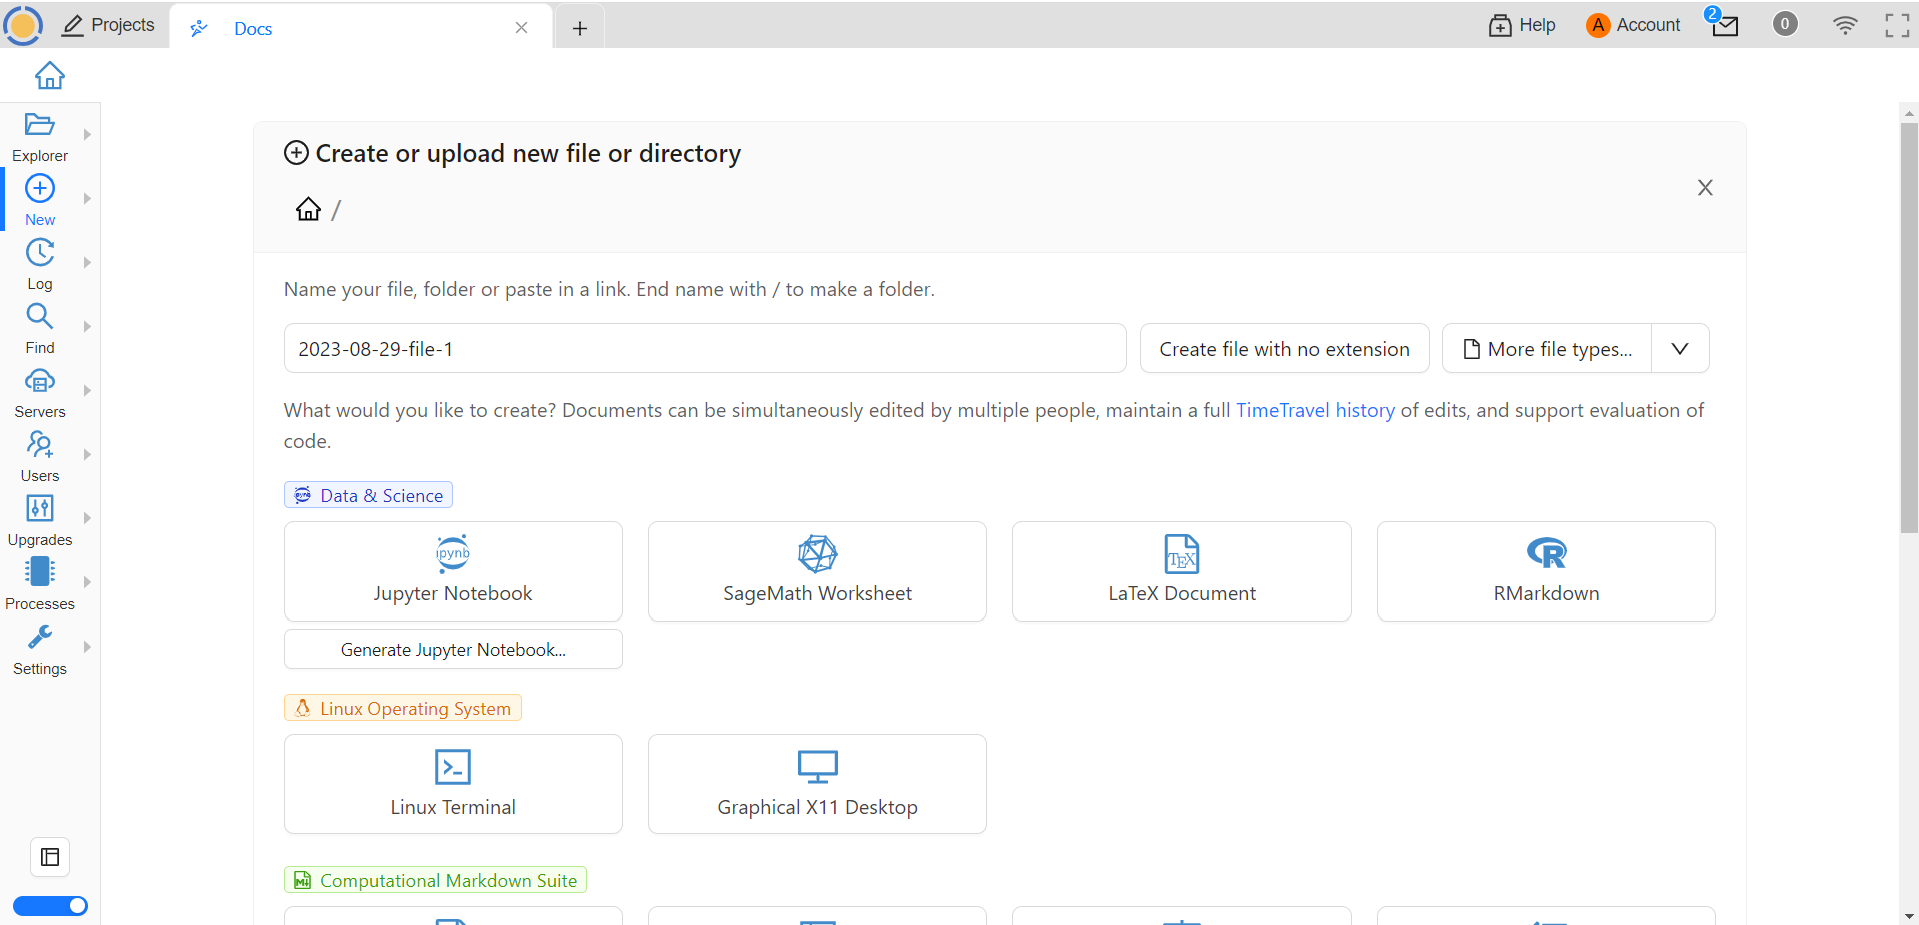 Projects
Docs
Help
A Account
2
0
Explorer
New
Log
Find
Servers
Users
Upgrades
Processes
Settings
Create or upload new file or directory
/
Name your file, folder or paste in a link. End name with / to make a folder.
2023-08-29-file-1
Create file with no extension
More file types...
What would you like to create? Documents can be simultaneously edited by multiple people, maintain a full TimeTravel history of edits, and support evaluation of
code.
Data & Science
ipynb
Jupyter Notebook
SageMath Worksheet
TEX
LaTeX Document
R
RMarkdown
Generate Jupyter Notebook...
Linux Operating System
Linux Terminal
Graphical X11 Desktop
Computational Markdown Suite